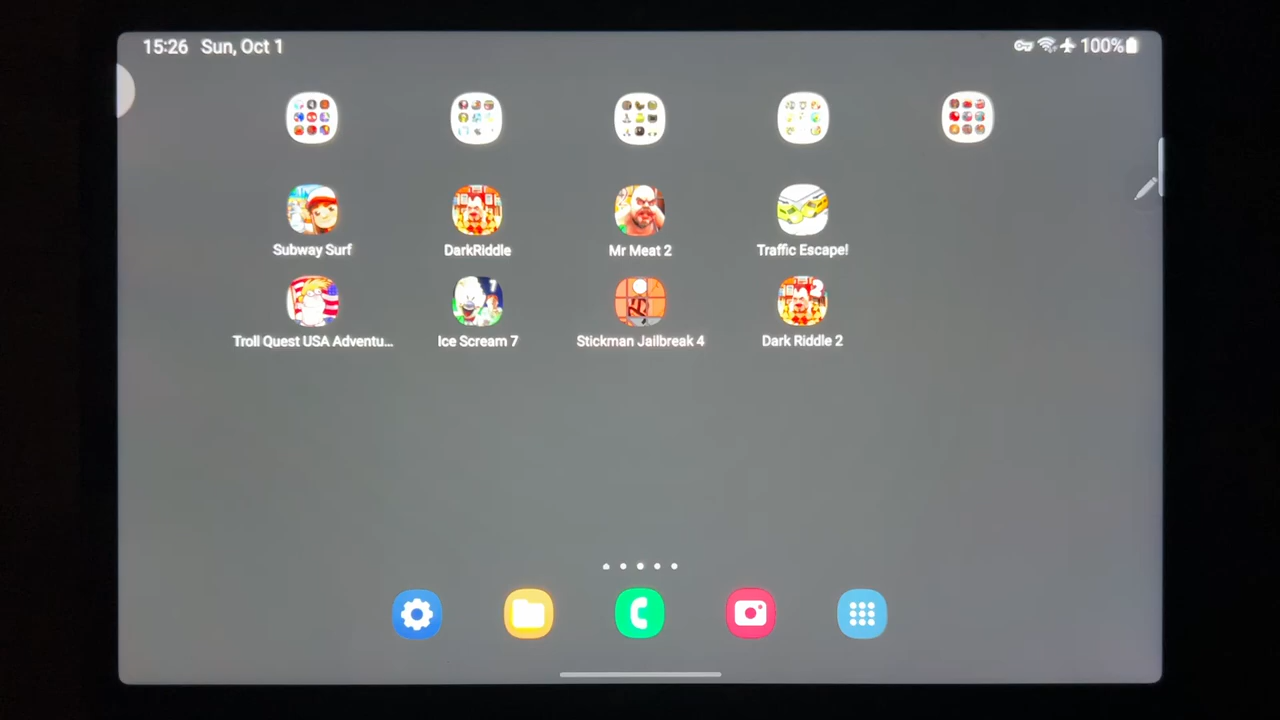 15:26 Sun, Oct 1 100%
Subway Surf DarkRiddle Mr Meat 2 Traffic Escape!
Troll Quest USA Adventu... Ice Scream 7 Stickman Jailbreak 4 Dark Riddle 2